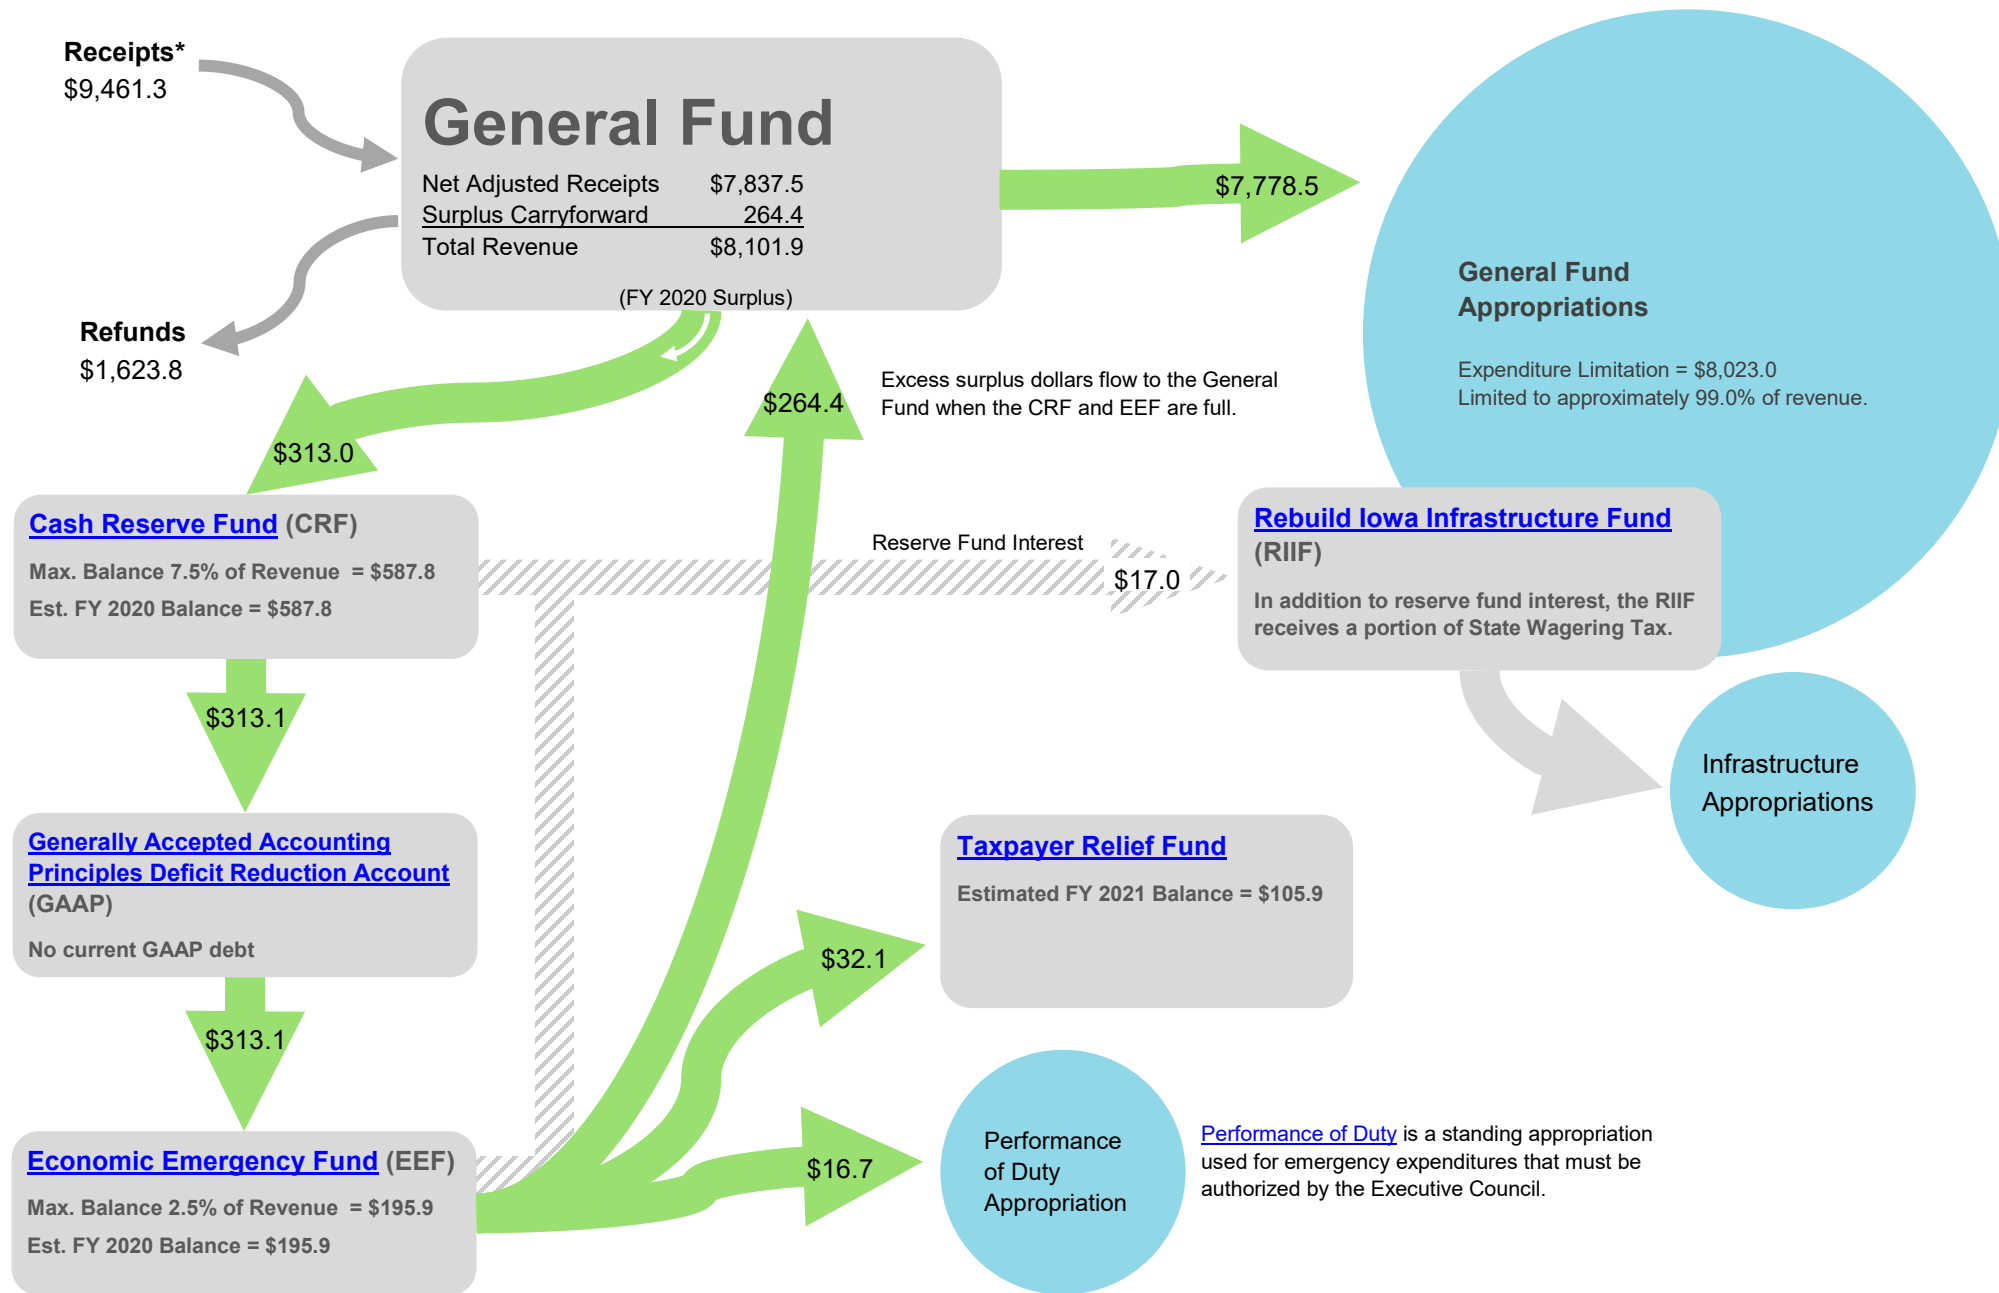 Receipts*
$9,461.3
General Fund
Net Adjusted Receipts $7,837.5
Surplus Carryforward 264.4
Total Revenue $8,101.9
(FY 2020 Surplus)
$7,778.5
General Fund
Appropriations
Expenditure Limitation = $8,023.0
Limited to approximately 99.0% of revenue.
Refunds
$1,623.8
$313.0
$264.4
Excess surplus dollars flow to the General
Fund when the CRF and EEF are full.
Cash Reserve Fund (CRF)
Max. Balance 7.5% of Revenue = $587.8
Est. FY 2020 Balance = $587.8
Reserve Fund Interest
$17.0
Rebuild Iowa Infrastructure Fund
(RIIF)
In addition to reserve fund interest, the RIIF
receives a portion of State Wagering Tax.
$313.1
Infrastructure
Appropriations
Generally Accepted Accounting
Principles Deficit Reduction Account
(GAAP)
No current GAAP debt
Taxpayer Relief Fund
Estimated FY 2021 Balance = $105.9
$32.1
$313.1
Economic Emergency Fund (EEF)
Max. Balance 2.5% of Revenue = $195.9
Est. FY 2020 Balance = $195.9
$16.7
Performance
of Duty
Appropriation
Performance of Duty is a standing appropriation
used for emergency expenditures that must be
authorized by the Executive Council.